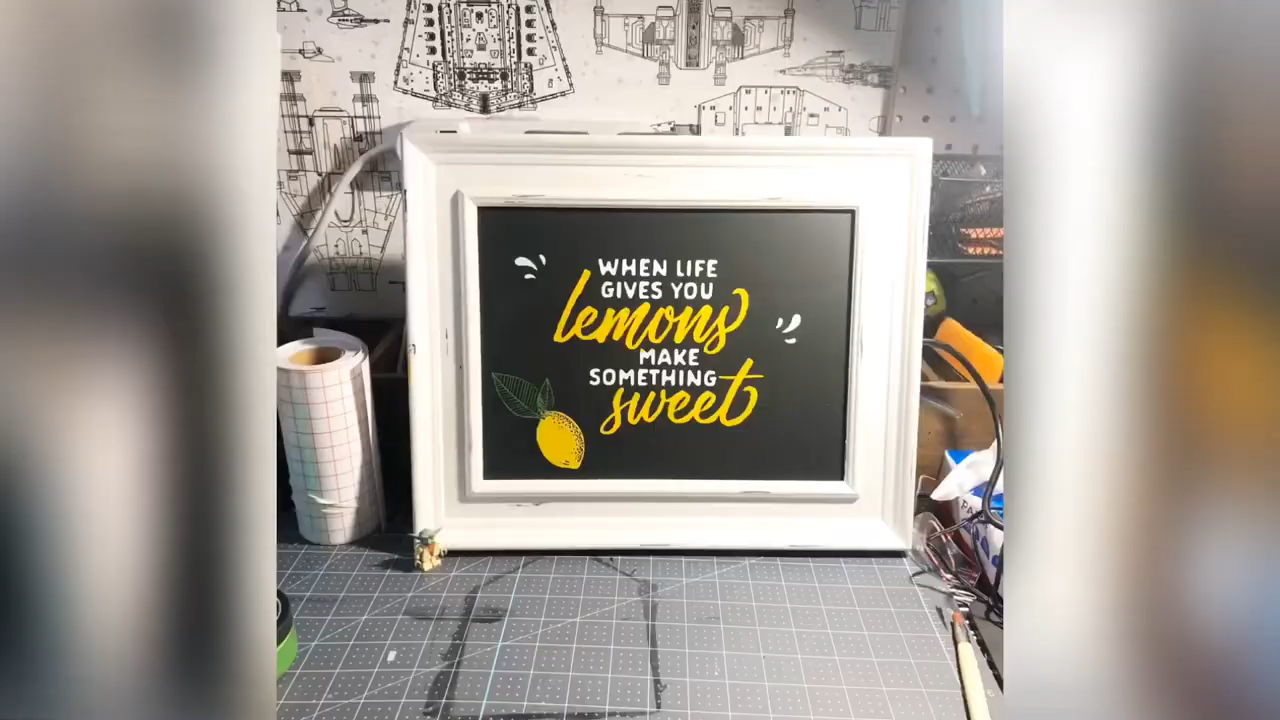 WHEN LIFE
GIVES YOU
lemons
MAKE
SOMETHING
sweet